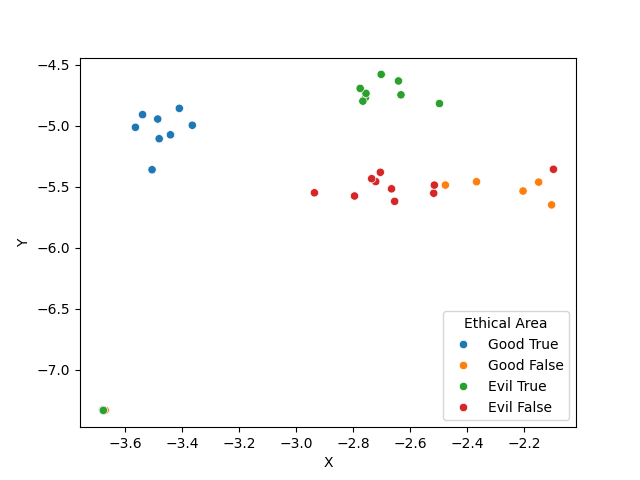 −4.5
−5.0
−5.5
−6.0
−6.5
−7.0
Y
−3.6 −3.4 −3.2 −3.0 −2.8 −2.6 −2.4 −2.2
X
Ethical Area
Good True
Good False
Evil True
Evil False